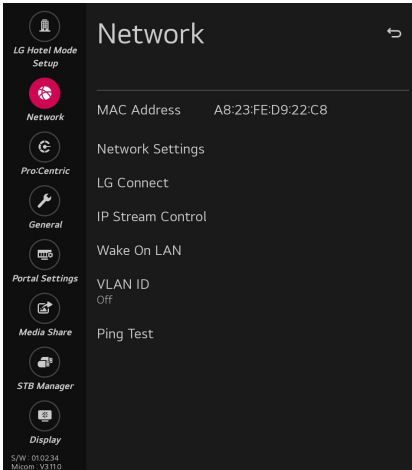 LG Hotel Mode
Setup
Network
Pro:Centric
General
Portal Settings
Media Share
STB Manager
Display
S/W : 01.02.34
Micom : V3.11.0
Network
MAC Address A8:23:FE:D9:22:C8
Network Settings
LG Connect
IP Stream Control
Wake On LAN
VLAN ID
Off
Ping Test